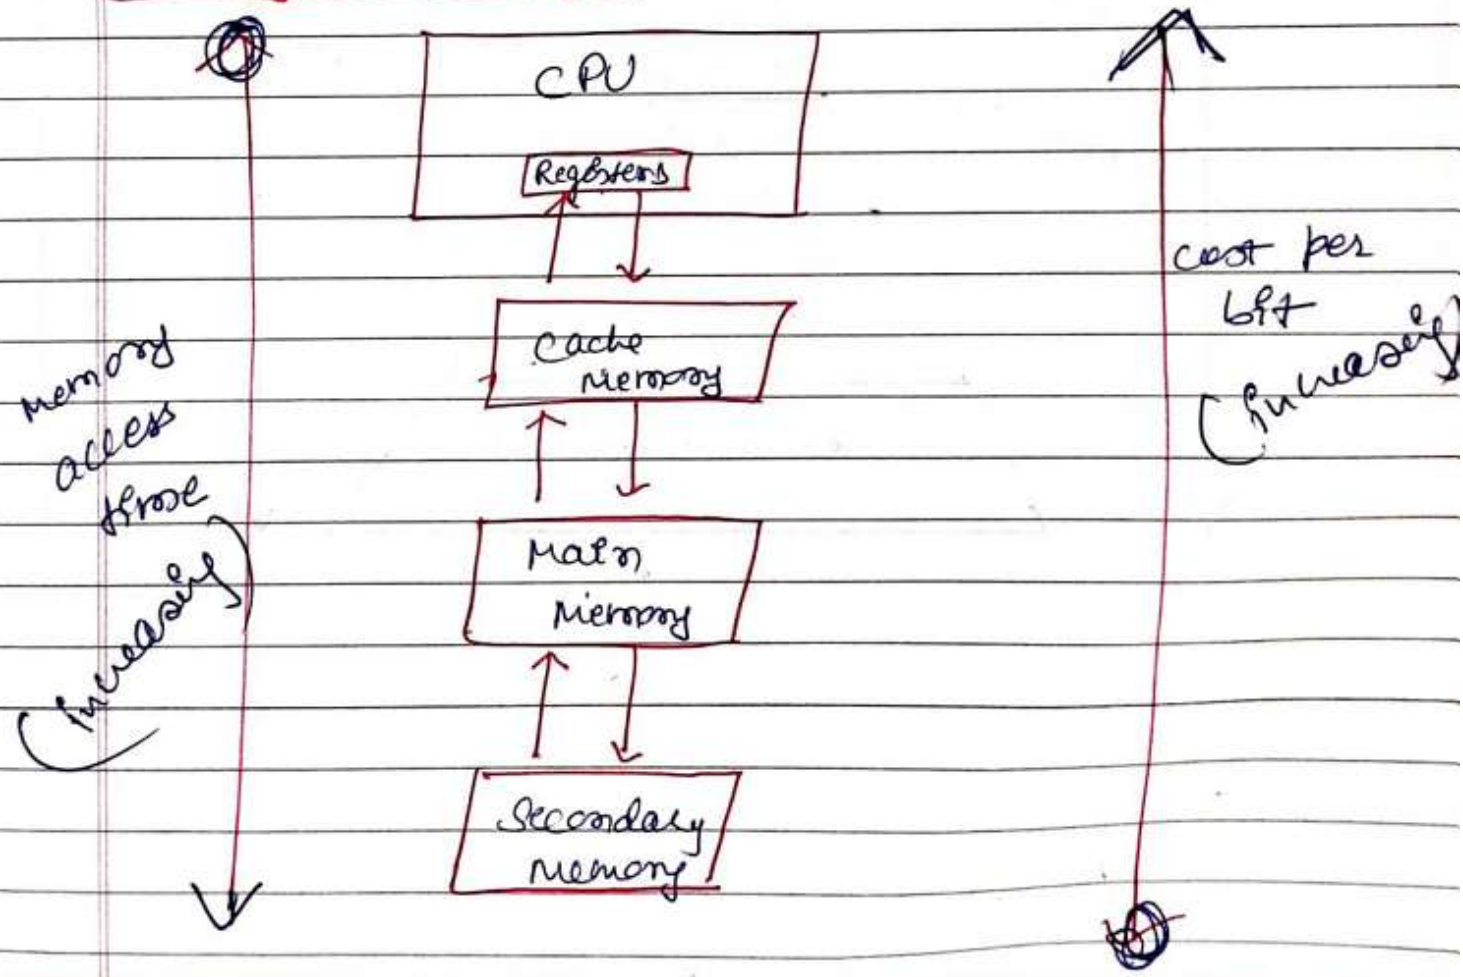 CPU
Registers
Cache
Memory
Main
Memory
Secondary
Memory
Memory
access
time
(increasing)
cost per
bit
(increasing)